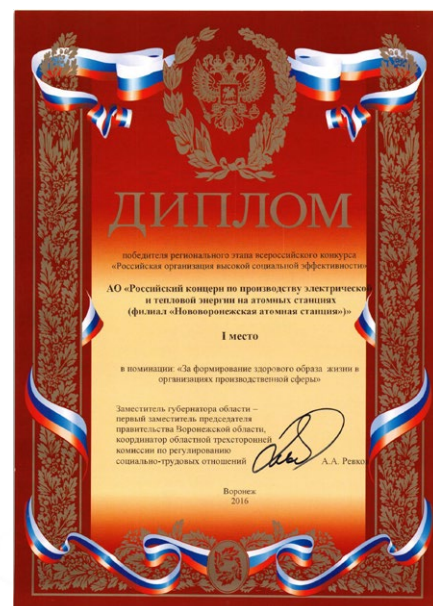 ДИПЛОМ
победителя регионального этапа всероссийского конкурса
«Российская организация высокой социальной эффективности»
АО «Российский концерн по производству электрической
и тепловой энергии на атомных станциях
(филиал «Нововоронежская атомная станция»)»
I место
в номинации: «За формирование здорового образа жизни в
организациях производственной сферы»
Заместитель губернатора области –
первый заместитель председателя
правительства Воронежской области,
координатор областной трехсторонней
комиссии по регулированию
социально-трудовых отношений
А.А. Ревков
Воронеж
2016